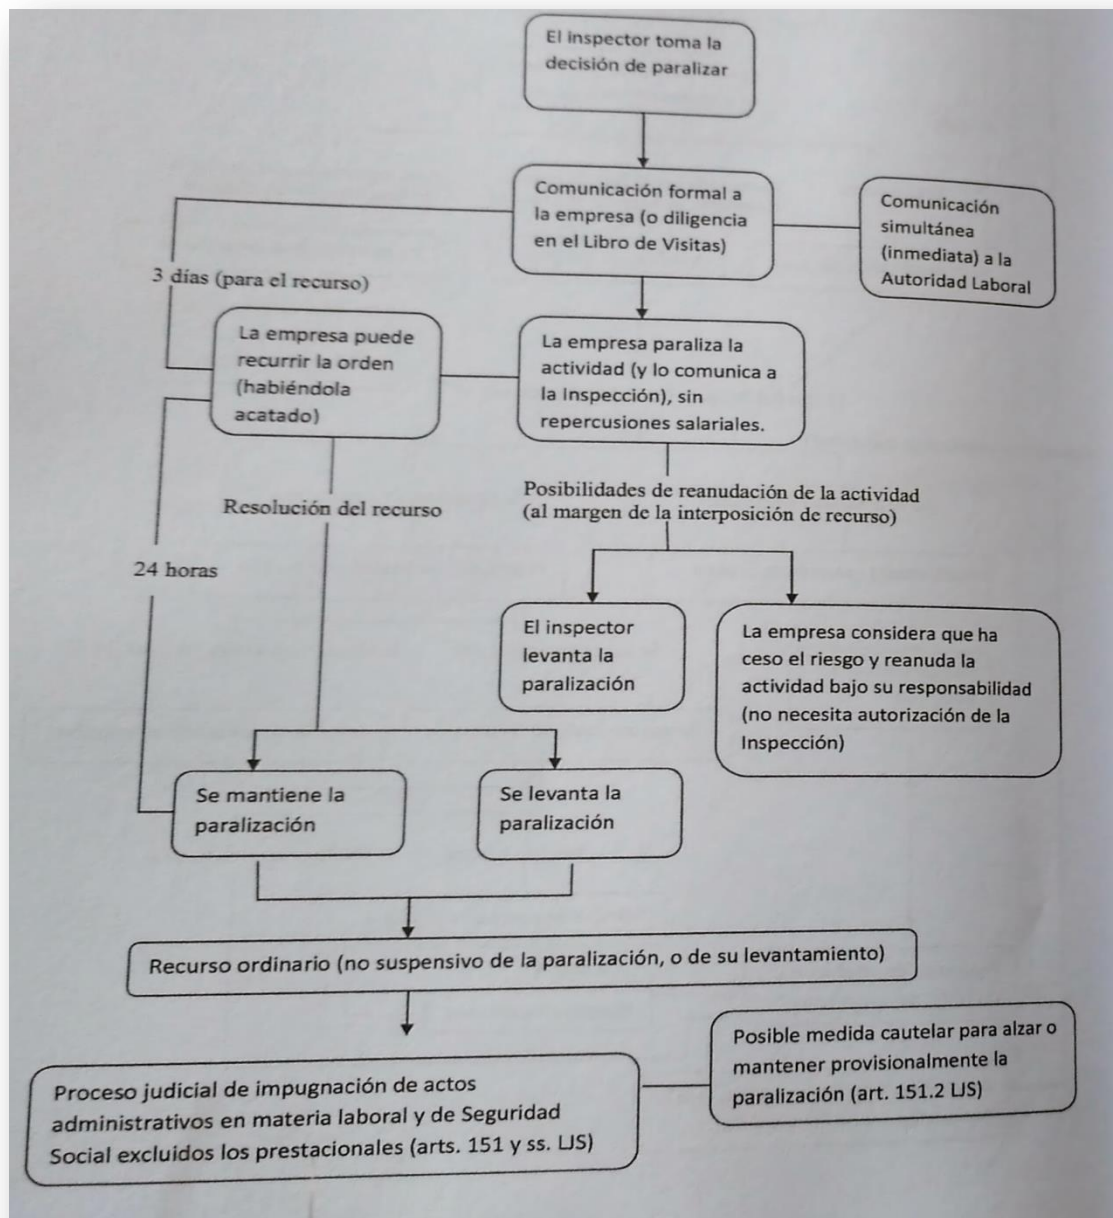 El inspector toma la
decisión de paralizar
Comunicación formal a
la empresa (o diligencia
en el Libro de Visitas)
Comunicación
simultánea
(inmediata) a la
Autoridad Laboral
3 días (para el recurso)
La empresa puede
recurrir la orden
(habiéndola
acatado)
La empresa paraliza la
actividad (y lo comunica a
la Inspección), sin
repercusiones salariales.
Resolución del recurso
Posibilidades de reanudación de la actividad
(al margen de la interposición de recurso)
24 horas
El inspector
levanta la
paralización
La empresa considera que ha
ceso el riesgo y reanuda la
actividad bajo su responsabilidad
(no necesita autorización de la
Inspección)
Se mantiene la
paralización
Se levanta la
paralización
Recurso ordinario (no suspensivo de la paralización, o de su levantamiento)
Posible medida cautelar para alzar o
mantener provisionalmente la
paralización (art. 151.2 LJS)
Proceso judicial de impugnación de actos
administrativos en materia laboral y de Seguridad
Social excluidos los prestacionales (arts. 151 y ss. LJS)